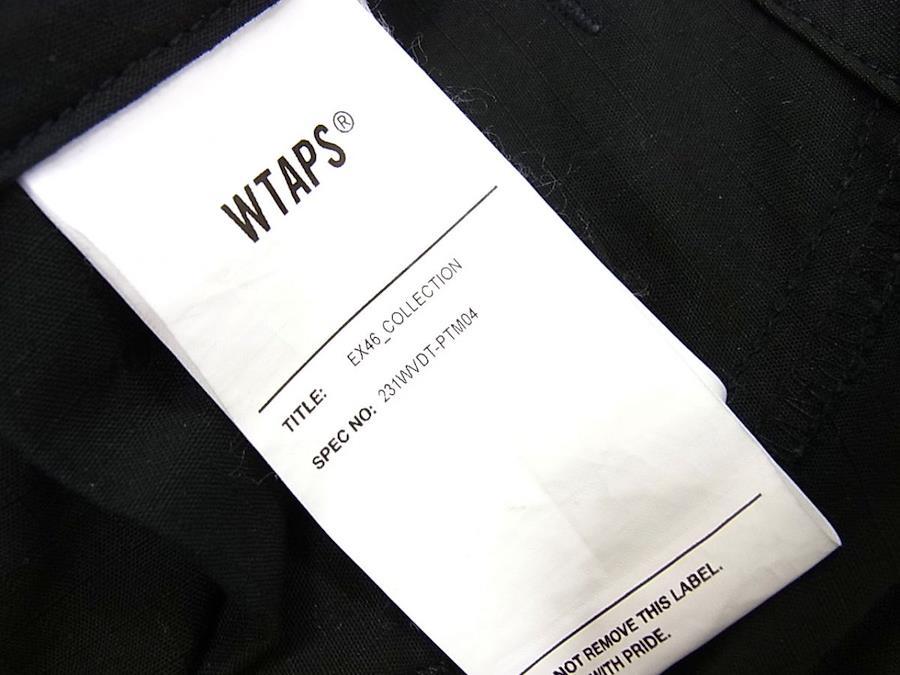 WTAPS®
TITLE: EX46_COLLECTION
SPEC NO: 231WVDT-PTM04
NOT REMOVE THIS LABEL.
WITH PRIDE.